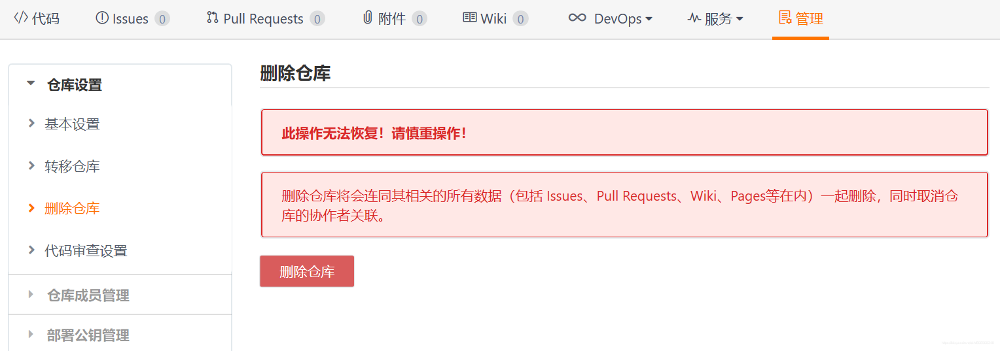 代码
Issues 0
Pull Requests 0
附件 0
Wiki 0
DevOps
服务
管理
仓库设置
基本设置
转移仓库
删除仓库
代码审查设置
仓库成员管理
部署公钥管理
删除仓库
此操作无法恢复！请慎重操作！
删除仓库将会连同其相关的所有数据（包括 Issues、Pull Requests、Wiki、Pages等在内）一起删除，同时取消仓
库的协作者关联。
删除仓库